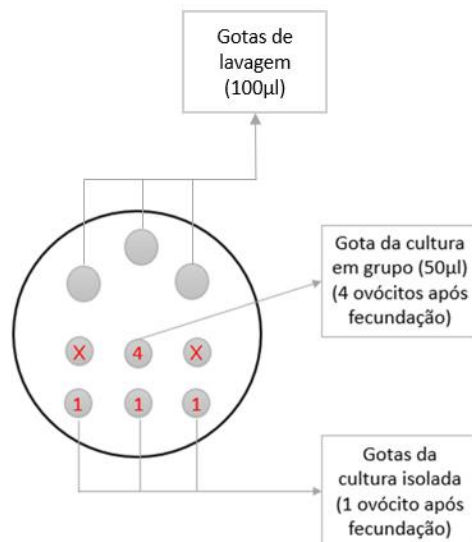 Gotas de
lavagem
(100µl)
Gota da cultura
em grupo (50µl)
(4 ovócitos após
fecundação)
X 4 X
1 1 1
Gotas da
cultura isolada
(1 ovócito após
fecundação)